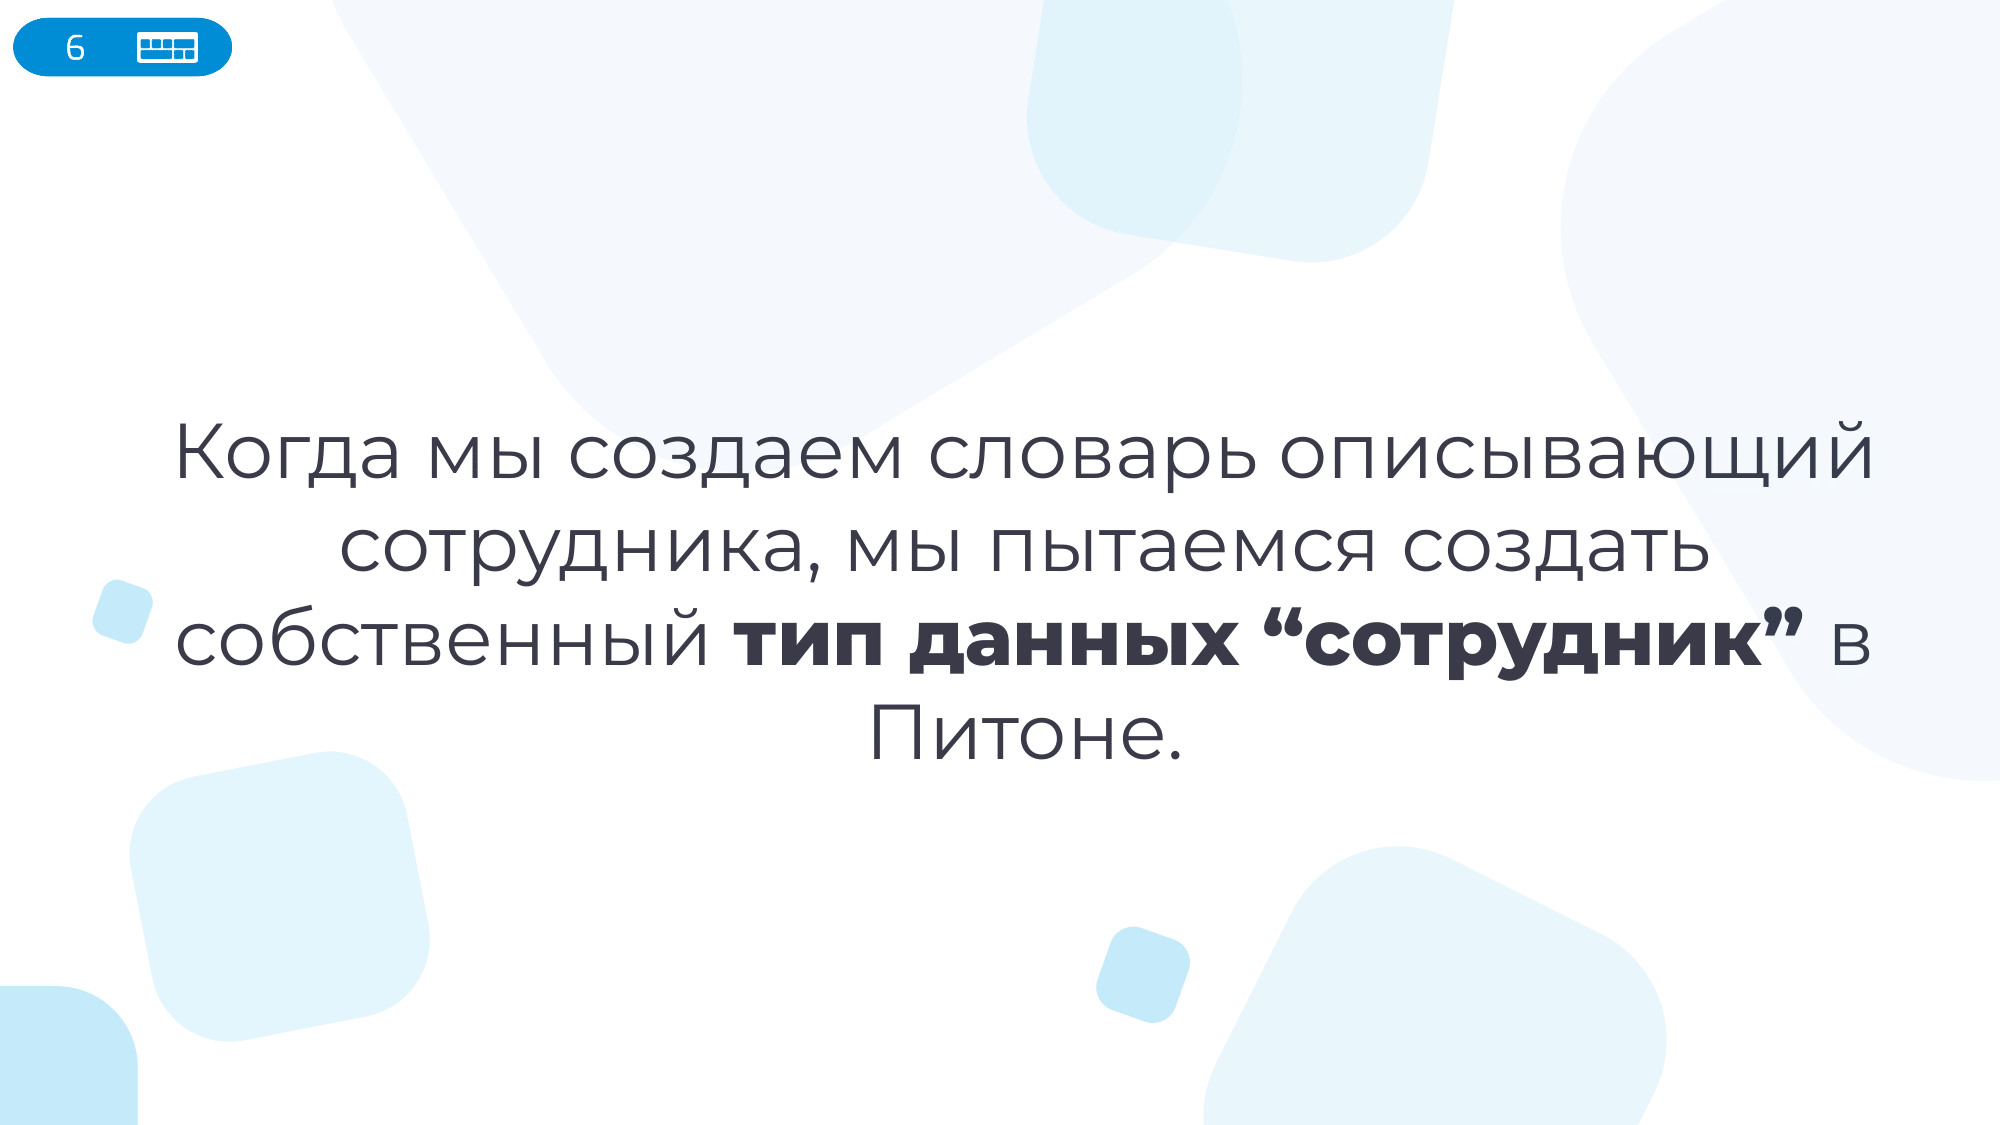 6
Когда мы создаем словарь описывающий
сотрудника, мы пытаемся создать
собственный тип данных “сотрудник” в
Питоне.